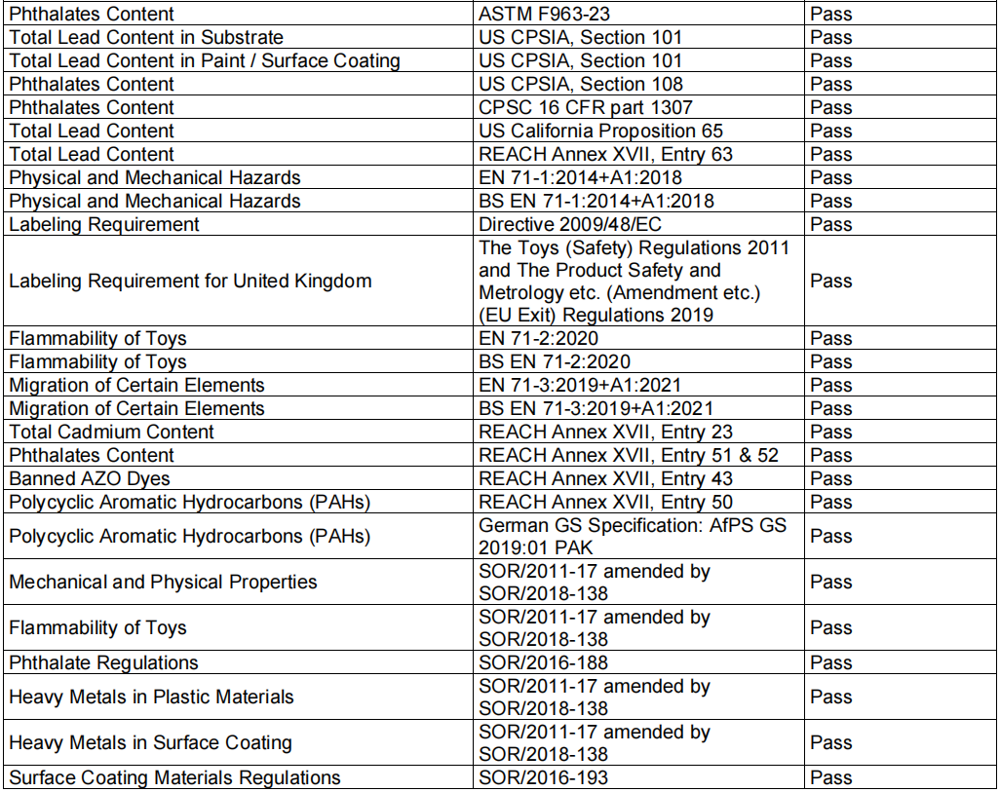 Phthalates Content ASTM F963-23 Pass
Total Lead Content in Substrate US CPSIA, Section 101 Pass
Total Lead Content in Paint / Surface Coating US CPSIA, Section 101 Pass
Phthalates Content US CPSIA, Section 108 Pass
Phthalates Content CPSC 16 CFR part 1307 Pass
Total Lead Content US California Proposition 65 Pass
Total Lead Content REACH Annex XVII, Entry 63 Pass
Physical and Mechanical Hazards EN 71-1:2014+A1:2018 Pass
Physical and Mechanical Hazards BS EN 71-1:2014+A1:2018 Pass
Labeling Requirement Directive 2009/48/EC Pass
Labeling Requirement for United Kingdom
The Toys (Safety) Regulations 2011
and The Product Safety and
Metrology etc. (Amendment etc.)
(EU Exit) Regulations 2019
Pass
Flammability of Toys EN 71-2:2020 Pass
Flammability of Toys BS EN 71-2:2020 Pass
Migration of Certain Elements EN 71-3:2019+A1:2021 Pass
Migration of Certain Elements BS EN 71-3:2019+A1:2021 Pass
Total Cadmium Content REACH Annex XVII, Entry 23 Pass
Phthalates Content REACH Annex XVII, Entry 51 & 52 Pass
Banned AZO Dyes REACH Annex XVII, Entry 43 Pass
Polycyclic Aromatic Hydrocarbons (PAHs) REACH Annex XVII, Entry 50 Pass
Polycyclic Aromatic Hydrocarbons (PAHs)
German GS Specification: AfPS GS
2019:01 PAK
Pass
Mechanical and Physical Properties
SOR/2011-17 amended by
SOR/2018-138
Pass
Flammability of Toys
SOR/2011-17 amended by
SOR/2018-138
Pass
Phthalate Regulations SOR/2016-188 Pass
Heavy Metals in Plastic Materials
SOR/2011-17 amended by
SOR/2018-138
Pass
Heavy Metals in Surface Coating
SOR/2011-17 amended by
SOR/2018-138
Pass
Surface Coating Materials Regulations SOR/2016-193 Pass